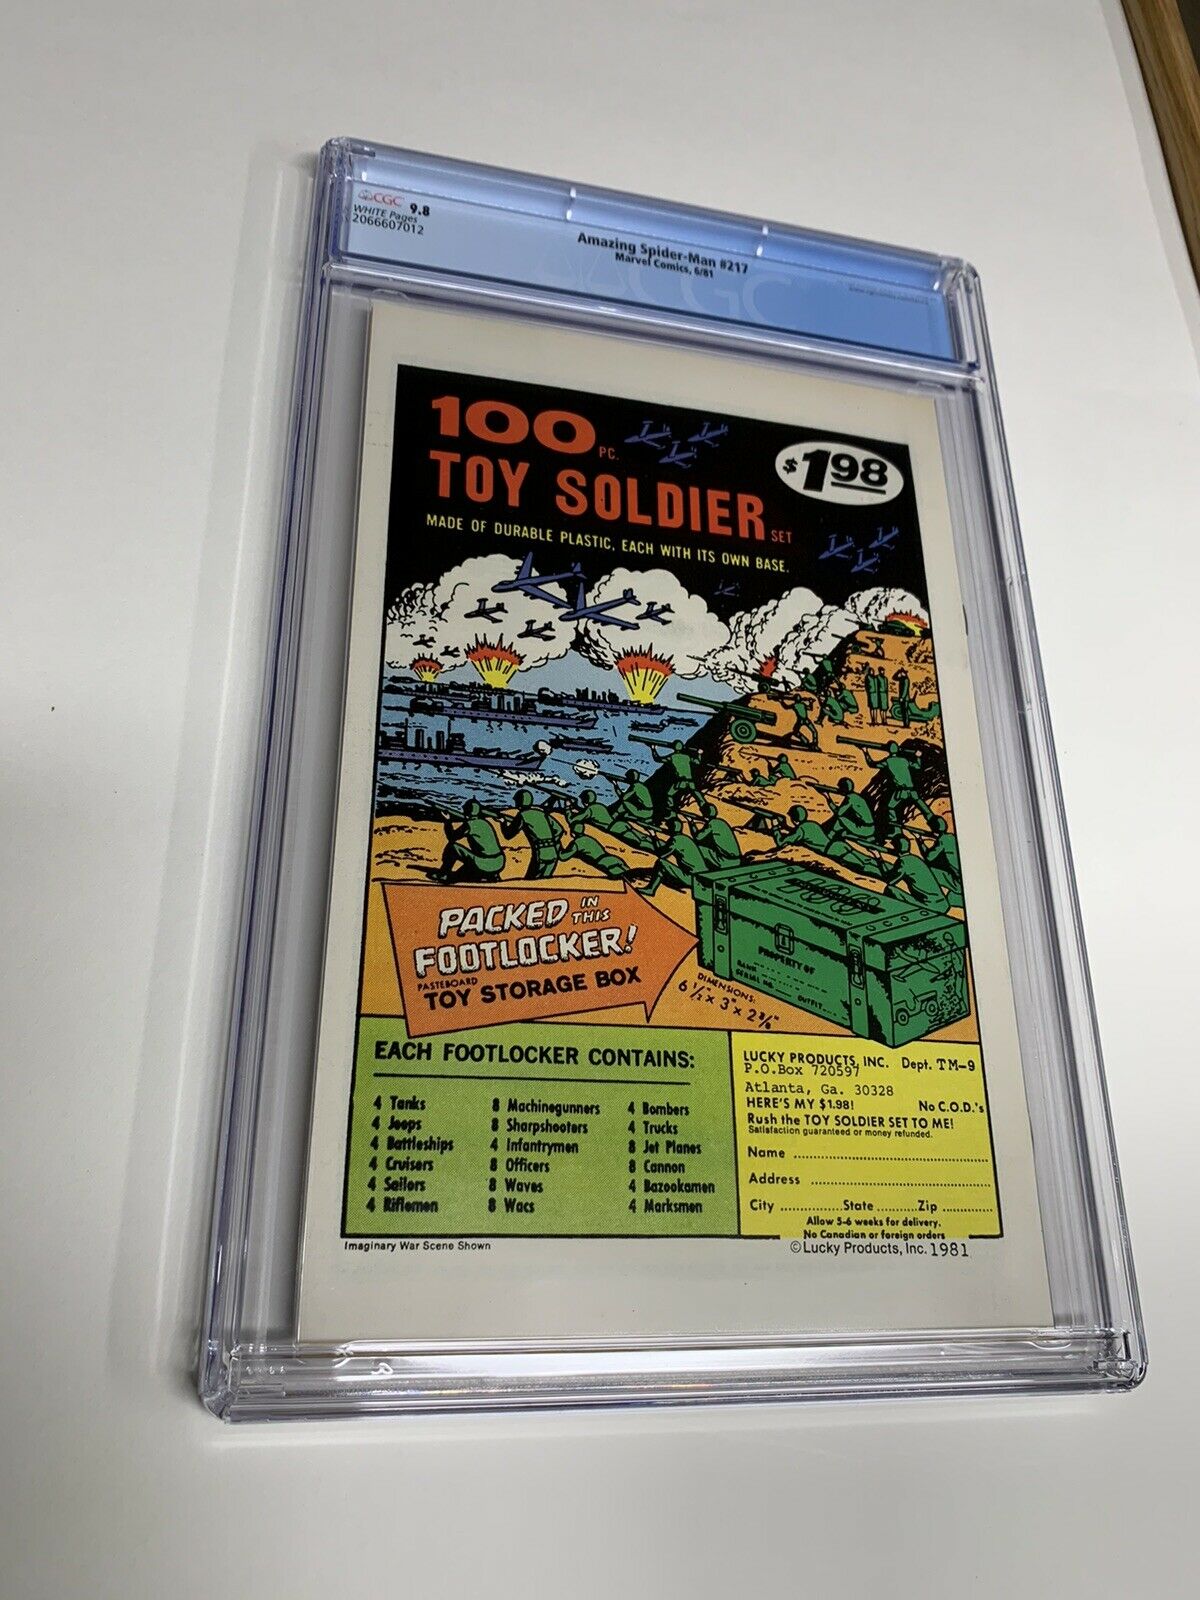 CGC 9.8
WHITE Pages
2066607012
Amazing Spider-Man #217
Marvel Comics, 6/81
CGC
100 PC.
TOY SOLDIER SET
$1.98
MADE OF DURABLE PLASTIC, EACH WITH ITS OWN BASE.
PACKED IN THIS
FOOTLOCKER!
PASTEBOARD
TOY STORAGE BOX
PROPERTY OF
RANK
SERIAL NO. OUTFIT
DIMENSIONS:
6 1/2 x 3" x 2 3/8"
EACH FOOTLOCKER CONTAINS:
4 Tanks
4 Jeeps
4 Battleships
4 Cruisers
4 Sailors
4 Riflemen
8 Machinegunners
8 Sharpshooters
4 Infantrymen
8 Officers
8 Waves
8 Wacs
4 Bombers
4 Trucks
8 Jet Planes
8 Cannon
4 Bazookamen
4 Marksmen
LUCKY PRODUCTS, INC. Dept. TM-9
P.O.Box 720597
Atlanta, Ga. 30328
HERE'S MY $1.98! No C.O.D.'s
Rush the TOY SOLDIER SET TO ME!
Satisfaction guaranteed or money refunded.
Name
Address
City State Zip
Allow 5-6 weeks for delivery.
No Canadian or foreign orders
Imaginary War Scene Shown
©Lucky Products, Inc. 1981